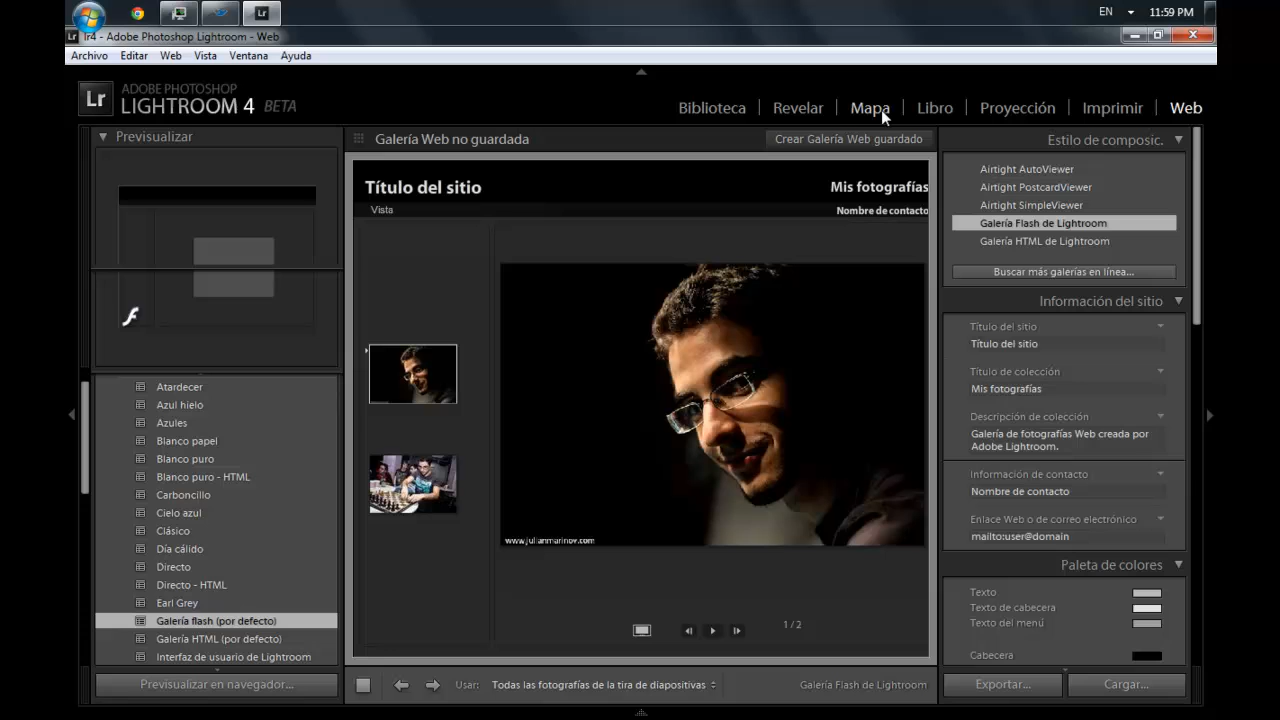 EN
11:59 PM
lr4 - Adobe Photoshop Lightroom - Web
Archivo Editar Web Vista Ventana Ayuda
Lr
ADOBE PHOTOSHOP
LIGHTROOM 4 BETA
Biblioteca Revelar Mapa Libro Proyección Imprimir Web
Previsualizar
Galería Web no guardada
Crear Galería Web guardado
Estilo de composic.
Airtight AutoViewer
Airtight PostcardViewer
Airtight SimpleViewer
Galería Flash de Lightroom
Galería HTML de Lightroom
Buscar más galerías en línea...
Título del sitio
Mis fotografías
Vista
Nombre de contacto
www.julianmarinov.com
1 / 2
Información del sitio
Título del sitio
Título del sitio
Título de colección
Mis fotografías
Descripción de colección
Galería de fotografías Web creada por
Adobe Lightroom.
Información de contacto
Nombre de contacto
Enlace Web o de correo electrónico
mailto:user@domain
Paleta de colores
Texto
Texto de cabecera
Texto del menú
Cabecera
Atardecer
Azul hielo
Azules
Blanco papel
Blanco puro
Blanco puro - HTML
Carboncillo
Cielo azul
Clásico
Día cálido
Directo
Directo - HTML
Earl Grey
Galería flash (por defecto)
Galería HTML (por defecto)
Interfaz de usuario de Lightroom
Previsualizar en navegador...
Usar: Todas las fotografías de la tira de diapositivas
Galería Flash de Lightroom
Exportar...
Cargar...